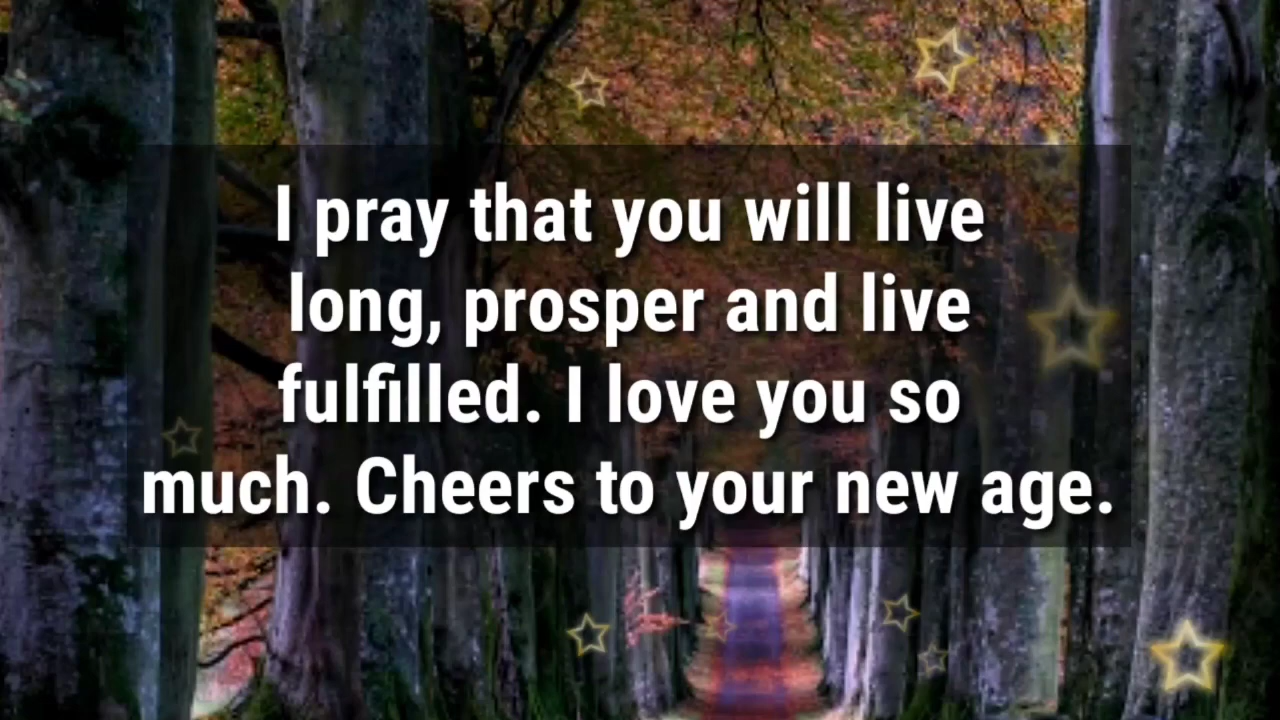 I pray that you will live
long, prosper and live
fulfilled. I love you so
much. Cheers to your new age.